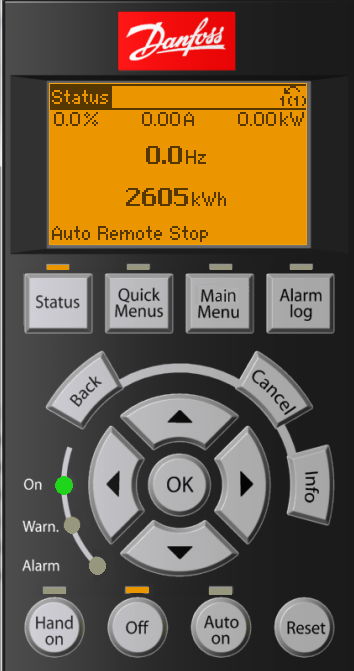 Danfoss
Status 1(1)
0.0% 0.00A 0.00kW
0.0Hz
2605kWh
Auto Remote Stop
Status
Quick
Menus
Main
Menu
Alarm
log
Back
Cancel
Info
OK
On
Warn.
Alarm
Hand
on
Off
Auto
on
Reset